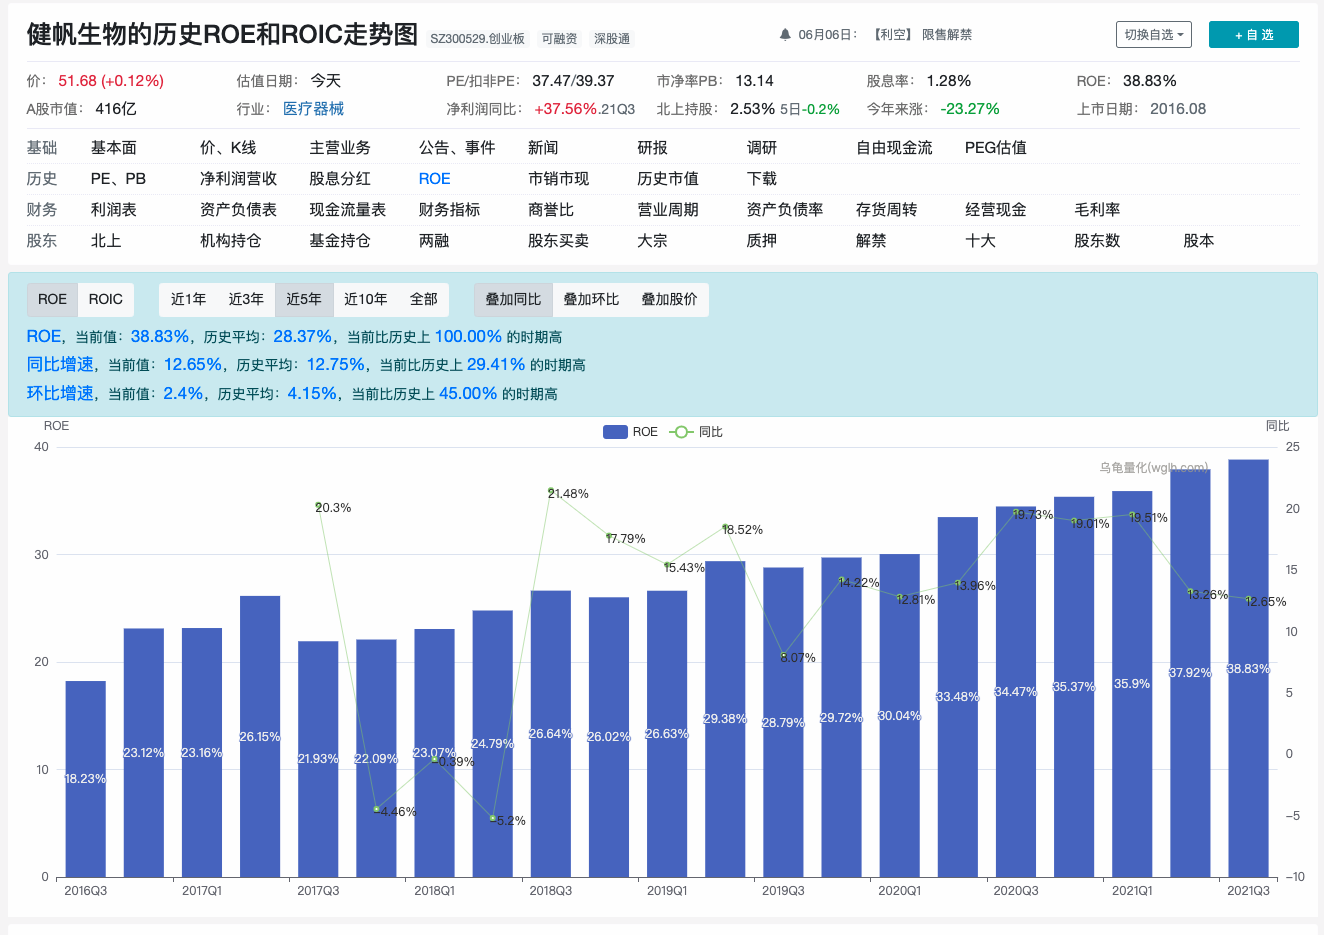 健帆生物的历史ROE和ROIC走势图 SZ300529.创业板 可融资 深股通 06月06日： 【利空】 限售解禁 切换自选 + 自 选
价： 51.68 (+0.12%) 估值日期： 今天 PE/扣非PE： 37.47/39.37 市净率PB： 13.14 股息率： 1.28% ROE： 38.83%
A股市值： 416亿 行业： 医疗器械 净利润同比： +37.56%.21Q3 北上持股： 2.53% 5日-0.2% 今年来涨： -23.27% 上市日期： 2016.08
基础 基本面 价、K线 主营业务 公告、事件 新闻 研报 调研 自由现金流 PEG估值
历史 PE、PB 净利润营收 股息分红 ROE 市销市现 历史市值 下载
财务 利润表 资产负债表 现金流量表 财务指标 商誉比 营业周期 资产负债率 存货周转 经营现金 毛利率
股东 北上 机构持仓 基金持仓 两融 股东买卖 大宗 质押 解禁 十大 股东数 股本
ROE ROIC 近1年 近3年 近5年 近10年 全部 叠加同比 叠加环比 叠加股价
ROE，当前值：38.83%，历史平均：28.37%，当前比历史上 100.00% 的时期高
同比增速，当前值：12.65%，历史平均：12.75%，当前比历史上 29.41% 的时期高
环比增速，当前值：2.4%，历史平均：4.15%，当前比历史上 45.00% 的时期高
ROE 同比
ROE 同比
乌龟量化(wglh.com)
40
30
20
10
0
25
20
15
10
5
0
-5
-10
20.3% -4.46% -0.39% -5.2% 21.48% 17.79% 15.43% 18.52% 8.07% 14.22% 12.81% 13.96% 19.73% 19.01% 19.51% 13.26% 12.65%
18.23% 23.12% 23.16% 26.15% 21.93% 22.09% 23.07% 24.79% 26.64% 26.02% 26.63% 29.38% 28.79% 29.72% 30.04% 33.48% 34.47% 35.37% 35.9% 37.92% 38.83%
2016Q3 2017Q1 2017Q3 2018Q1 2018Q3 2019Q1 2019Q3 2020Q1 2020Q3 2021Q1 2021Q3